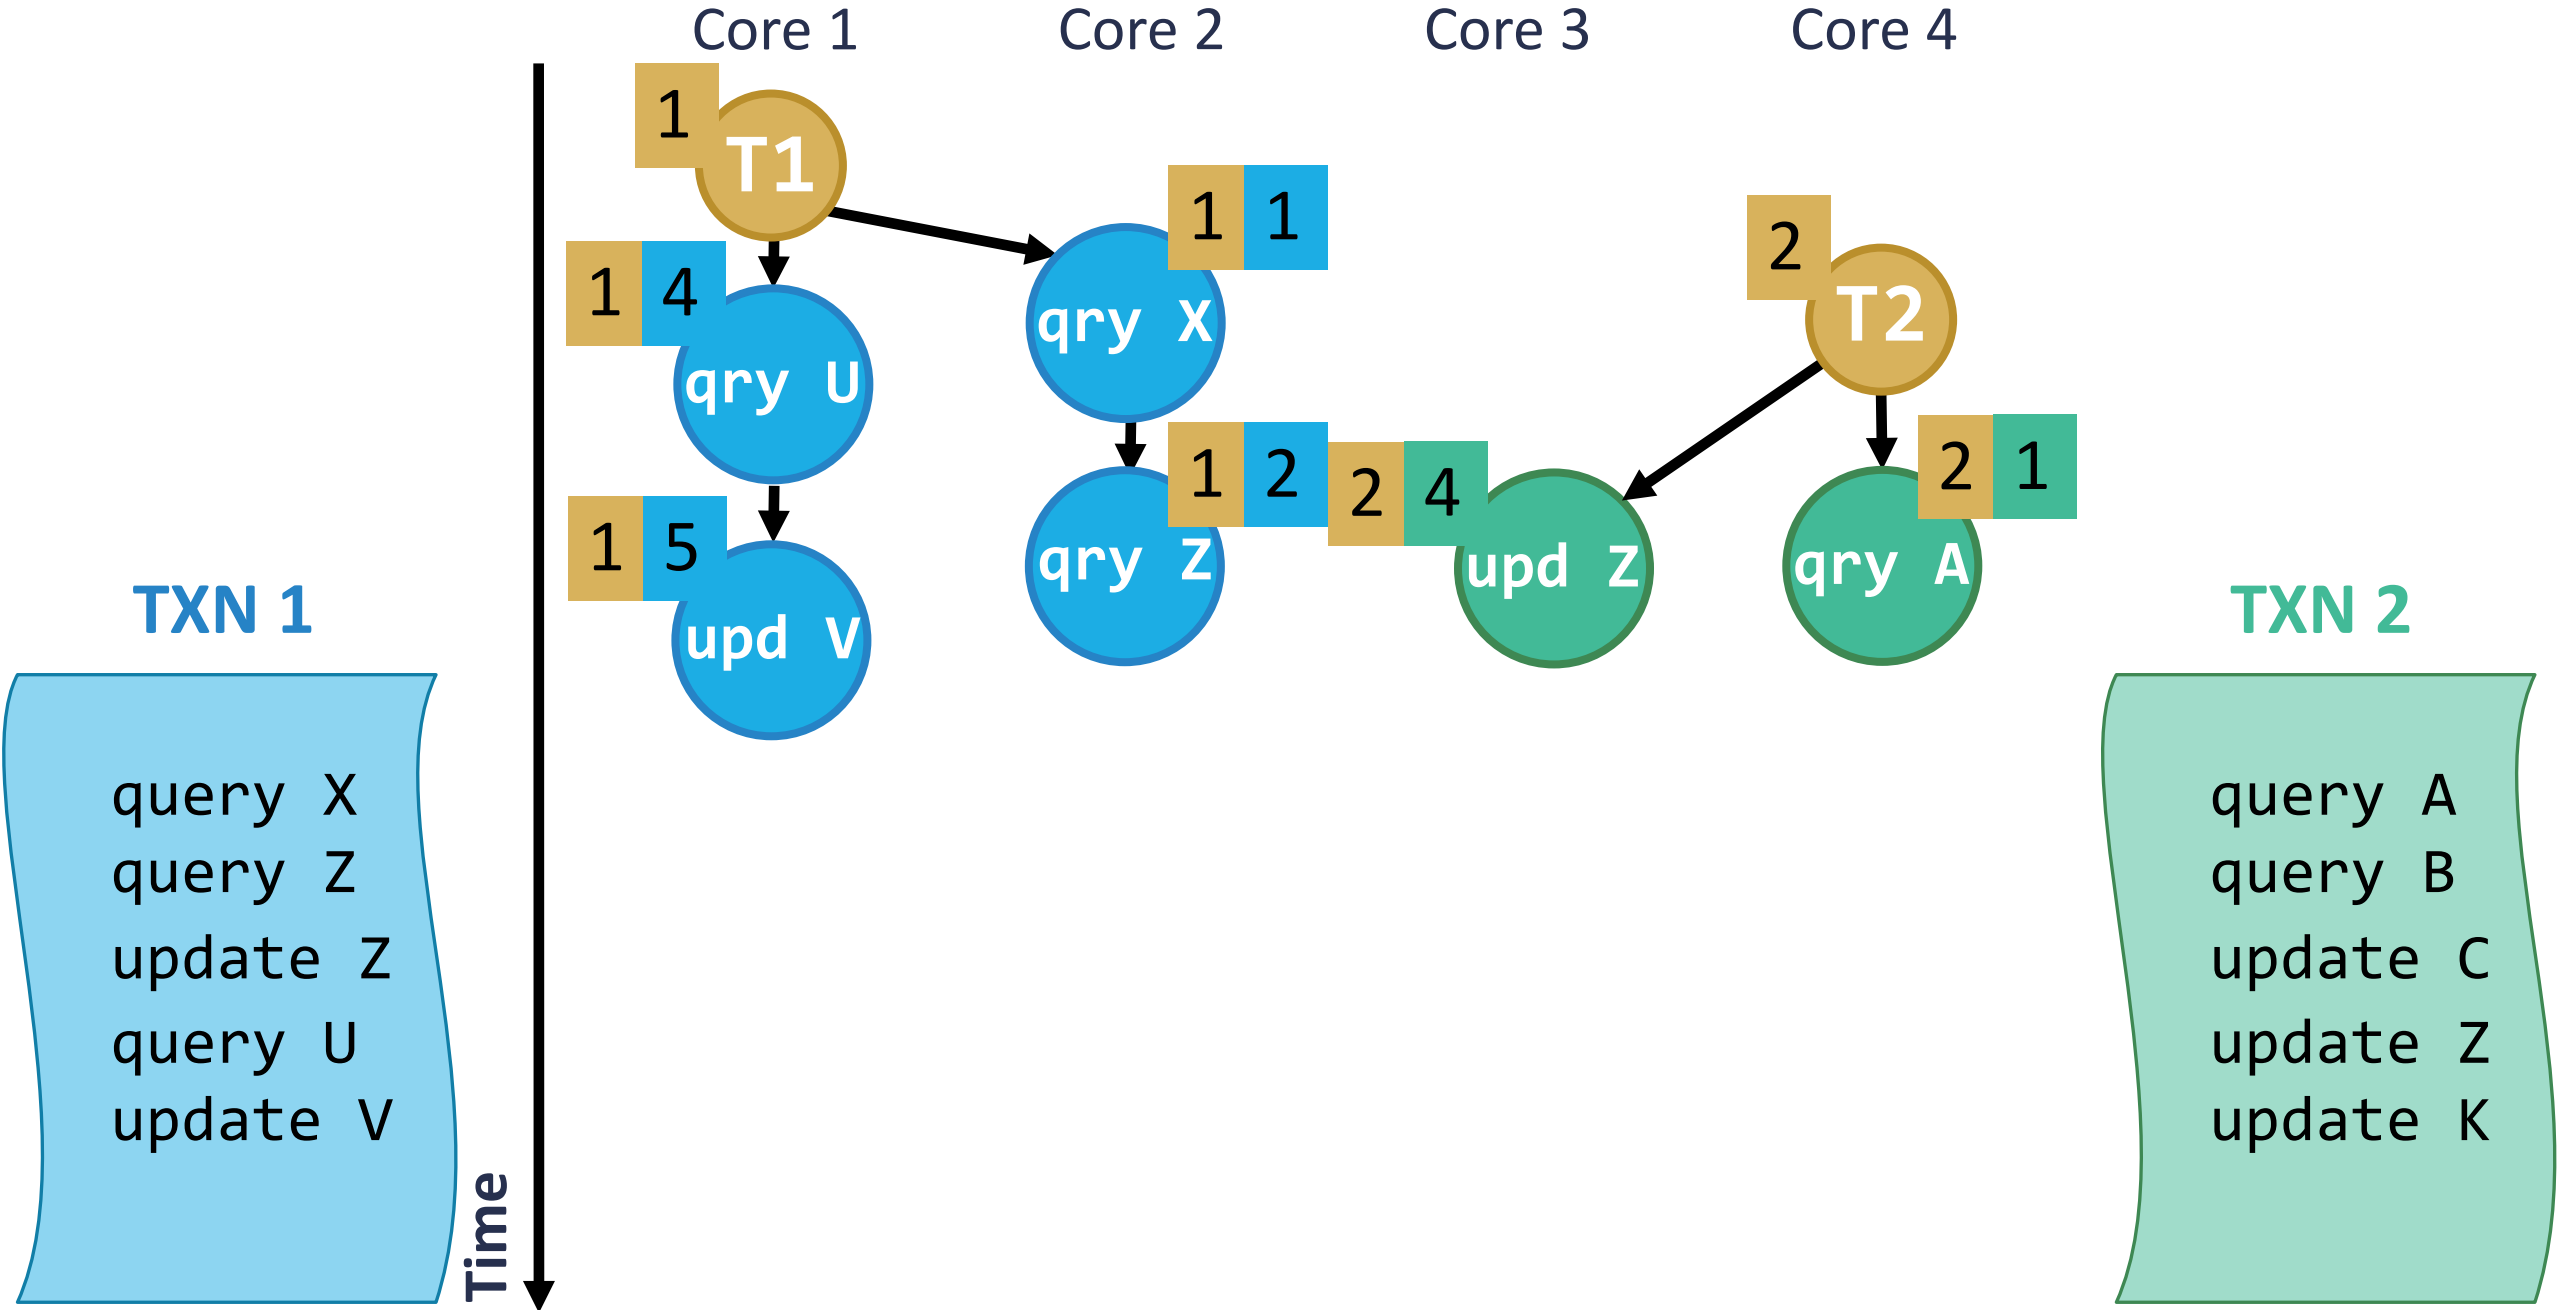 Core 1 Core 2 Core 3 Core 4
1
T1
1 1
2
T2
1 4
qry U
qry X
1 2
2 4
2 1
1 5
upd V
qry Z
upd Z
qry A
TXN 1
query X
query Z
update Z
query U
update V
Time
TXN 2
query A
query B
update C
update Z
update K